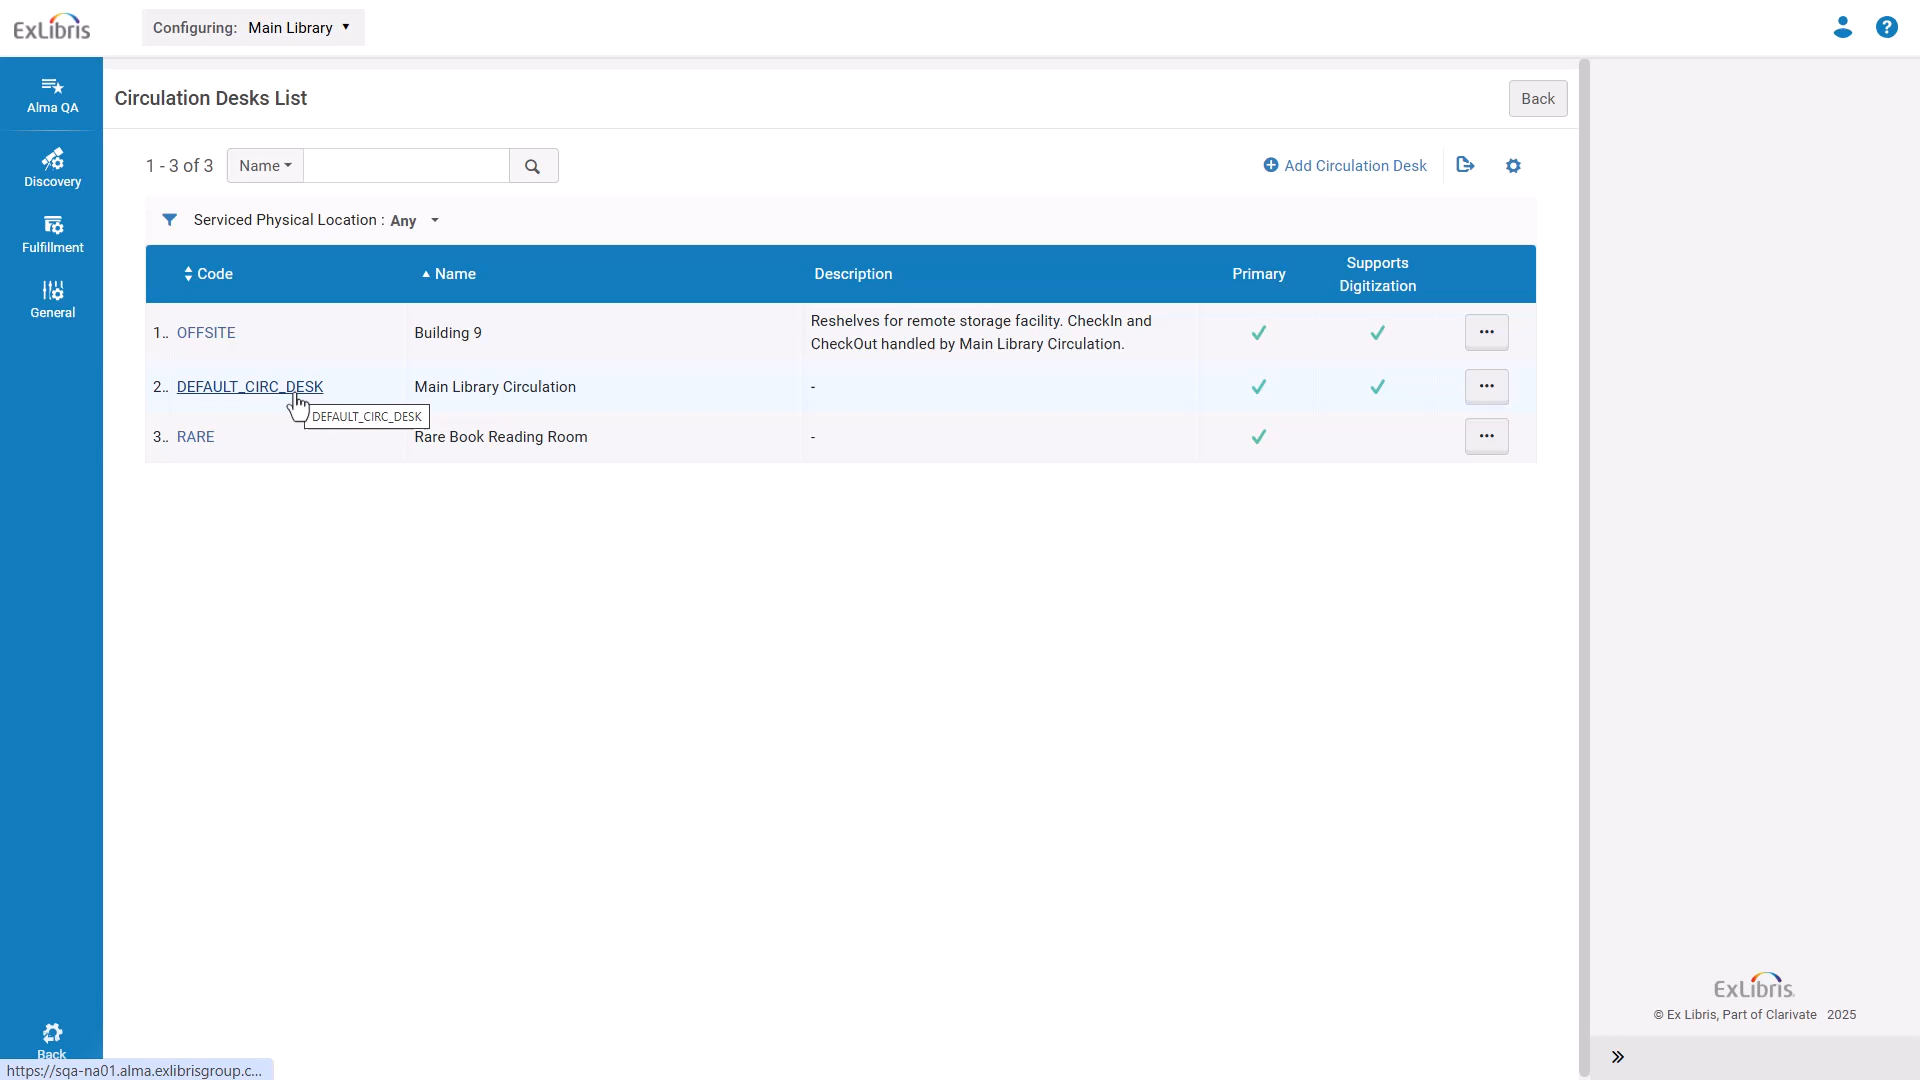 ExLibris
Configuring: Main Library
Alma QA
Discovery
Fulfillment
General
Back
Circulation Desks List
Back
1 - 3 of 3
Name
Add Circulation Desk
Serviced Physical Location : Any
Code
Name
Description
Primary
Supports
Digitization
1.. OFFSITE
Building 9
Reshelves for remote storage facility. CheckIn and
CheckOut handled by Main Library Circulation.
2.. DEFAULT_CIRC_DESK
Main Library Circulation
-
DEFAULT_CIRC_DESK
3.. RARE
Rare Book Reading Room
-
ExLibris
© Ex Libris, Part of Clarivate 2025
https://sqa-na01.alma.exlibrisgroup.c...